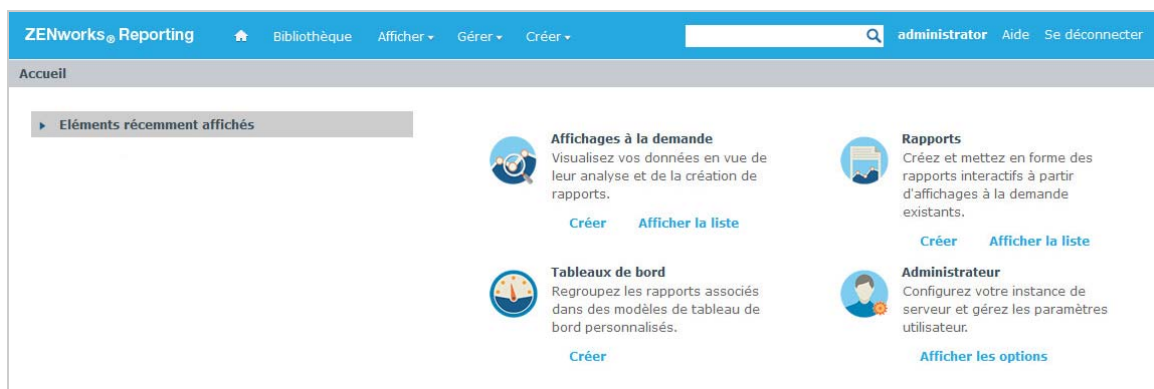 ZENworks® Reporting Bibliothèque Afficher Gérer Créer administrator Aide Se déconnecter
Accueil
Eléments récemment affichés
Affichages à la demande
Visualisez vos données en vue de
leur analyse et de la création de
rapports.
Créer Afficher la liste
Rapports
Créez et mettez en forme des
rapports interactifs à partir
d'affichages à la demande
existants.
Créer Afficher la liste
Tableaux de bord
Regroupez les rapports associés
dans des modèles de tableau de
bord personnalisés.
Créer
Administrateur
Configurez votre instance de
serveur et gérez les paramètres
utilisateur.
Afficher les options